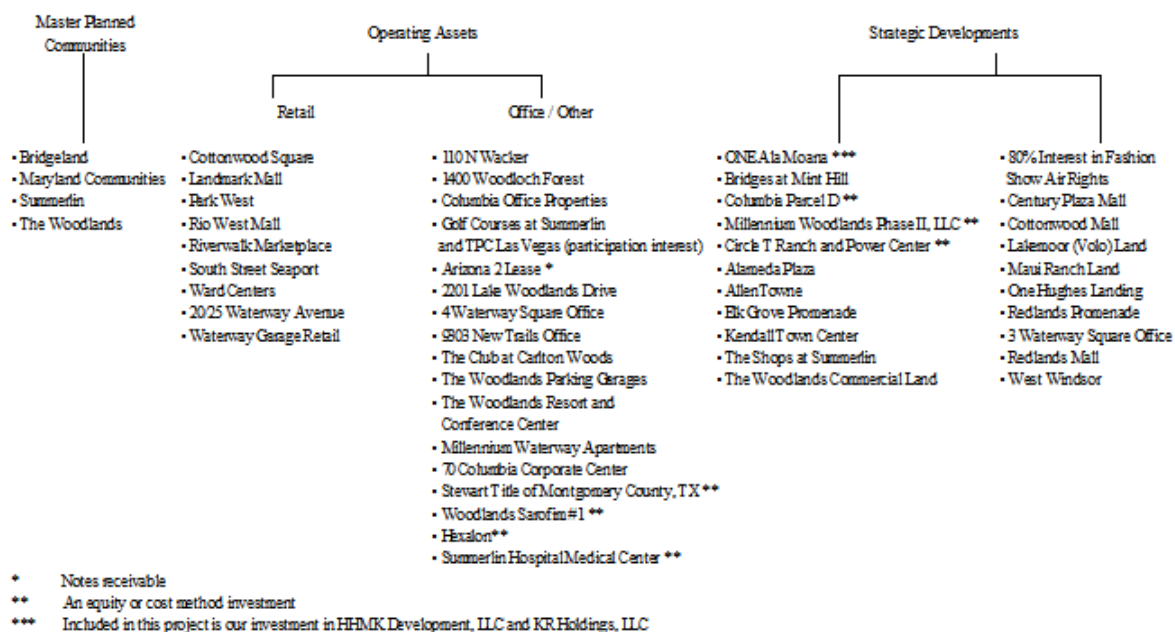 Master Planned
Communities
Operating Assets
Strategic Developments
Retail
Office / Other
▪ Bridgeland
▪ Maryland Communities
▪ Summerlin
▪ The Woodlands
▪ Cottonwood Square
▪ Landmark Mall
▪ Park West
▪ Rio West Mall
▪ Riverwalk Marketplace
▪ South Street Seaport
▪ Ward Centers
▪ 20/25 Waterway Avenue
▪ Waterway Garage Retail
▪ 110 N Wacker
▪ 1400 Woodloch Forest
▪ Columbia Office Properties
▪ Golf Courses at Summerlin
and TPC Las Vegas (participation interest)
▪ Arizona 2 Lease *
▪ 2201 Lake Woodlands Drive
▪ 4 Waterway Square Office
▪ 9303 New Trails Office
▪ The Club at Carlton Woods
▪ The Woodlands Parking Garages
▪ The Woodlands Resort and
Conference Center
▪ Millennium Waterway Apartments
▪ 70 Columbia Corporate Center
▪ Stewart Title of Montgomery County, TX **
▪ Woodlands Sarofim #1 **
▪ Hexalon**
▪ Summerlin Hospital Medical Center **
▪ ONE Ala Moana ***
▪ Bridges at Mint Hill
▪ Columbia Parcel D **
▪ Millennium Woodlands Phase II, LLC **
▪ Circle T Ranch and Power Center **
▪ Alameda Plaza
▪ AllenTowne
▪ Elk Grove Promenade
▪ Kendall Town Center
▪ The Shops at Summerlin
▪ The Woodlands Commercial Land
▪ 80% Interest in Fashion
Show Air Rights
▪ Century Plaza Mall
▪ Cottonwood Mall
▪ Lakemoor (Volo) Land
▪ Maui Ranch Land
▪ One Hughes Landing
▪ Redlands Promenade
▪ 3 Waterway Square Office
▪ Redlands Mall
▪ West Windsor
* Notes receivable
** An equity or cost method investment
*** Included in this project is our investment in HHMK Development, LLC and KR Holdings, LLC